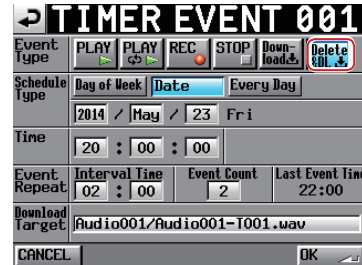 TIMER EVENT 001
Event Type PLAY PLAY REC STOP Down-load Delete &DL
Schedule Type Day of Week Date Every Day
2014 / May / 23 Fri
Time 20 : 00 : 00
Event Repeat Interval Time 02 : 00 Event Count 2 Last Event Time 22:00
Download Target Audio001/Audio001-T001.wav
CANCEL OK